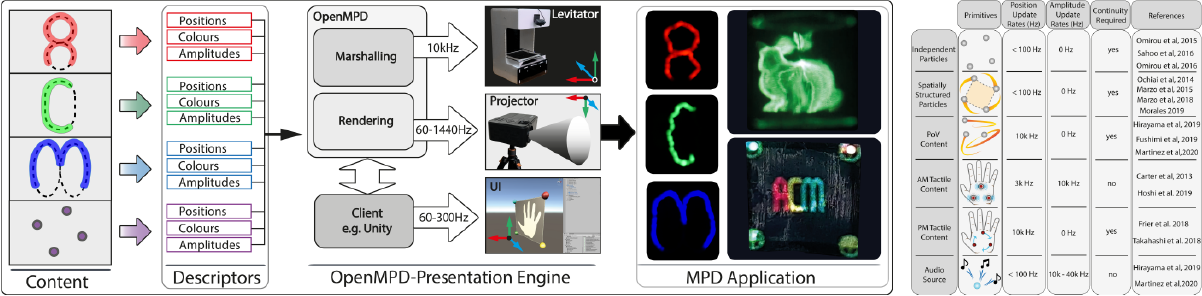 Positions
Colours
Amplitudes
Positions
Colours
Amplitudes
Positions
Colours
Amplitudes
Positions
Colours
Amplitudes
Content
Descriptors
OpenMPD
Marshalling
Rendering
Client
e.g. Unity
10kHz
60-1440Hz
60-300Hz
Levitator
Projector
UI
OpenMPD-Presentation Engine
ACM
MPD Application
Primitives
Position
Update
Rates (Hz)
Amplitude
Update
Rates (Hz)
Continuity
Required
References
Independent
Particles
< 100 Hz
0 Hz
yes
Omirou et al, 2015
Sahoo et al, 2016
Omirou et al, 2016
Spatially
Structured
Particles
< 100 Hz
0 Hz
yes
Ochiai et al, 2014
Marzo et al, 2015
Marzo et al, 2018
Morales 2019
PoV
Content
10k Hz
0 Hz
yes
Hirayama et al, 2019
Fushimi et al, 2019
Martinez et al,2020
AM Tactile
Content
3k Hz
10k Hz
no
Carter et al, 2013
Hoshi et al. 2019
PM Tactile
Content
10k Hz
0 Hz
yes
Frier et al. 2018
Takahashi et al. 2018
Audio
Source
< 100 Hz
10k - 40k Hz
no
Hirayama et al, 2019
Martinez et al,2020